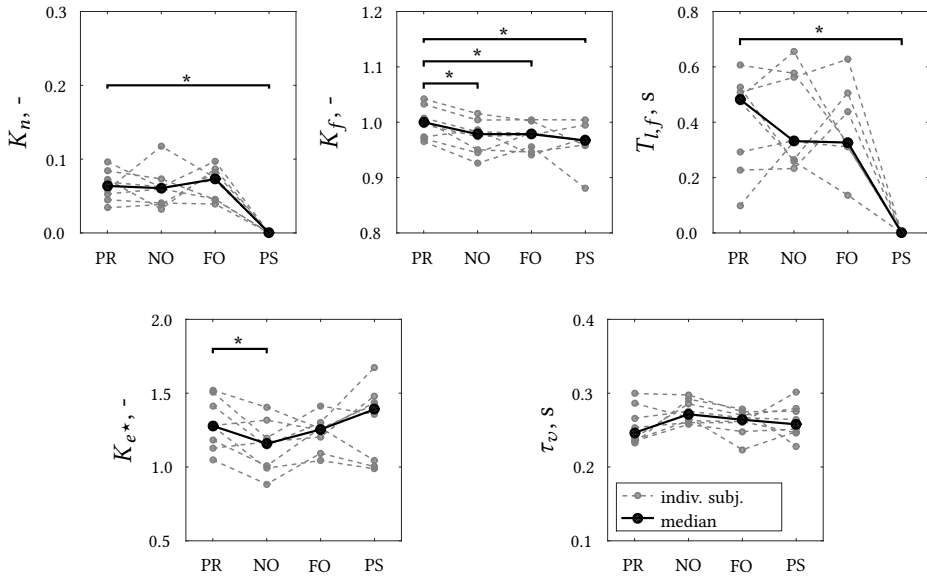 0.3
0.2
0.1
0.0
K_n, -
*
PR NO FO PS
1.2
1.1
1.0
0.9
0.8
K_f, -
*
*
*
PR NO FO PS
0.8
0.6
0.4
0.2
0.0
T_{l,f}, s
*
PR NO FO PS
2.0
1.5
1.0
0.5
K_{e⋆}, -
*
PR NO FO PS
0.4
0.3
0.2
0.1
τ_v, s
indiv. subj.
median
PR NO FO PS